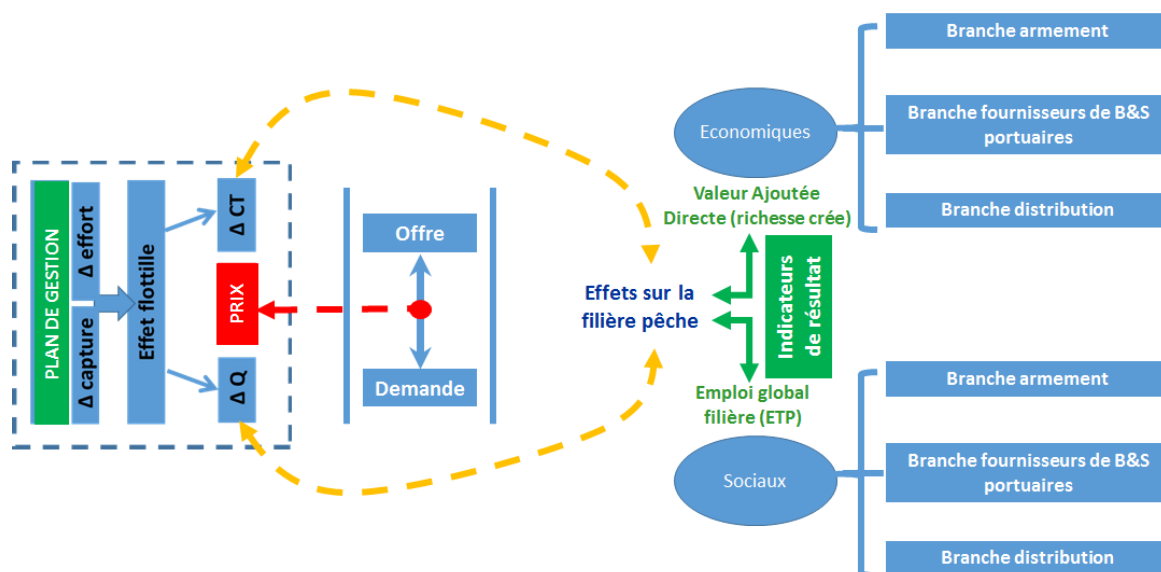 PLAN DE GESTION
Δ effort
Δ capture
Effet flottille
Δ CT
PRIX
Δ Q
Offre
Demande
Effets sur la
filière pêche
Economiques
Valeur Ajoutée
Directe (richesse crée)
Indicateurs
de résultat
Emploi global
filière (ETP)
Sociaux
Branche armement
Branche fournisseurs de B&S
portuaires
Branche distribution
Branche armement
Branche fournisseurs de B&S
portuaires
Branche distribution